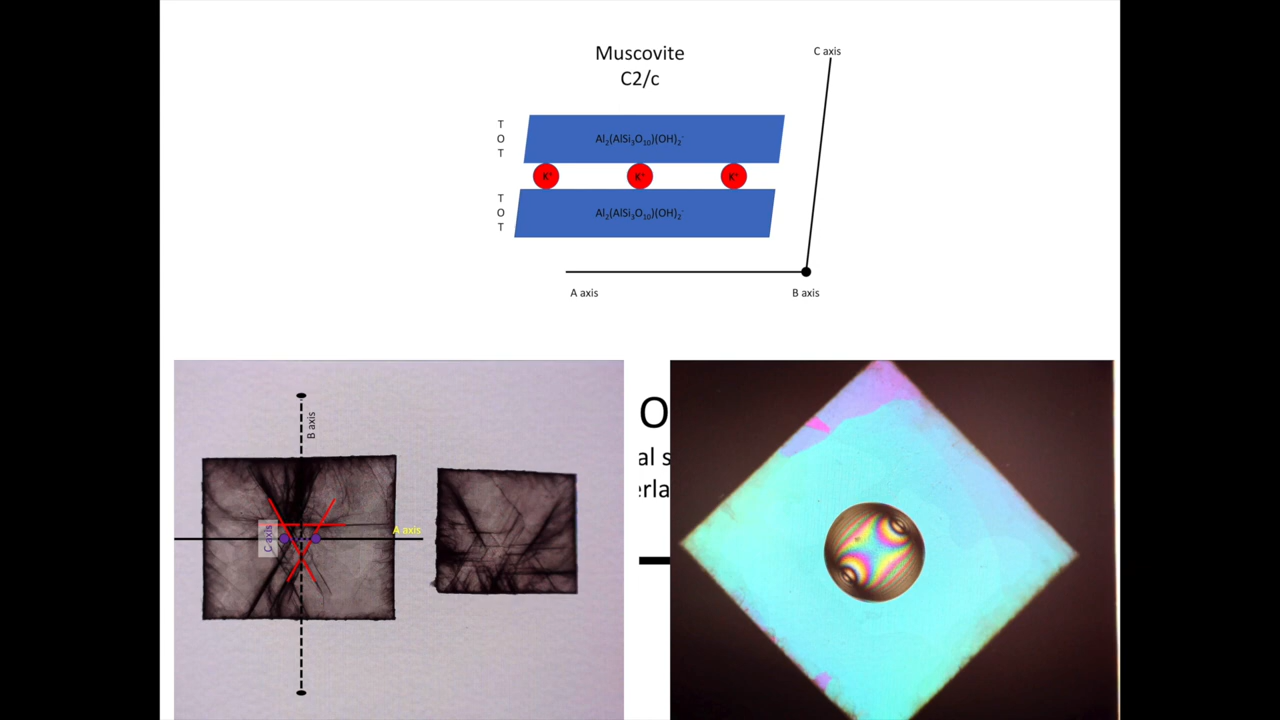 Muscovite
C2/c
C axis
T
O
T
Al₂(AlSi₃O₁₀)(OH)₂⁻
K⁺ K⁺ K⁺
T
O
T
Al₂(AlSi₃O₁₀)(OH)₂⁻
A axis
B axis
B axis
A axis
C axis
O
al s
erla